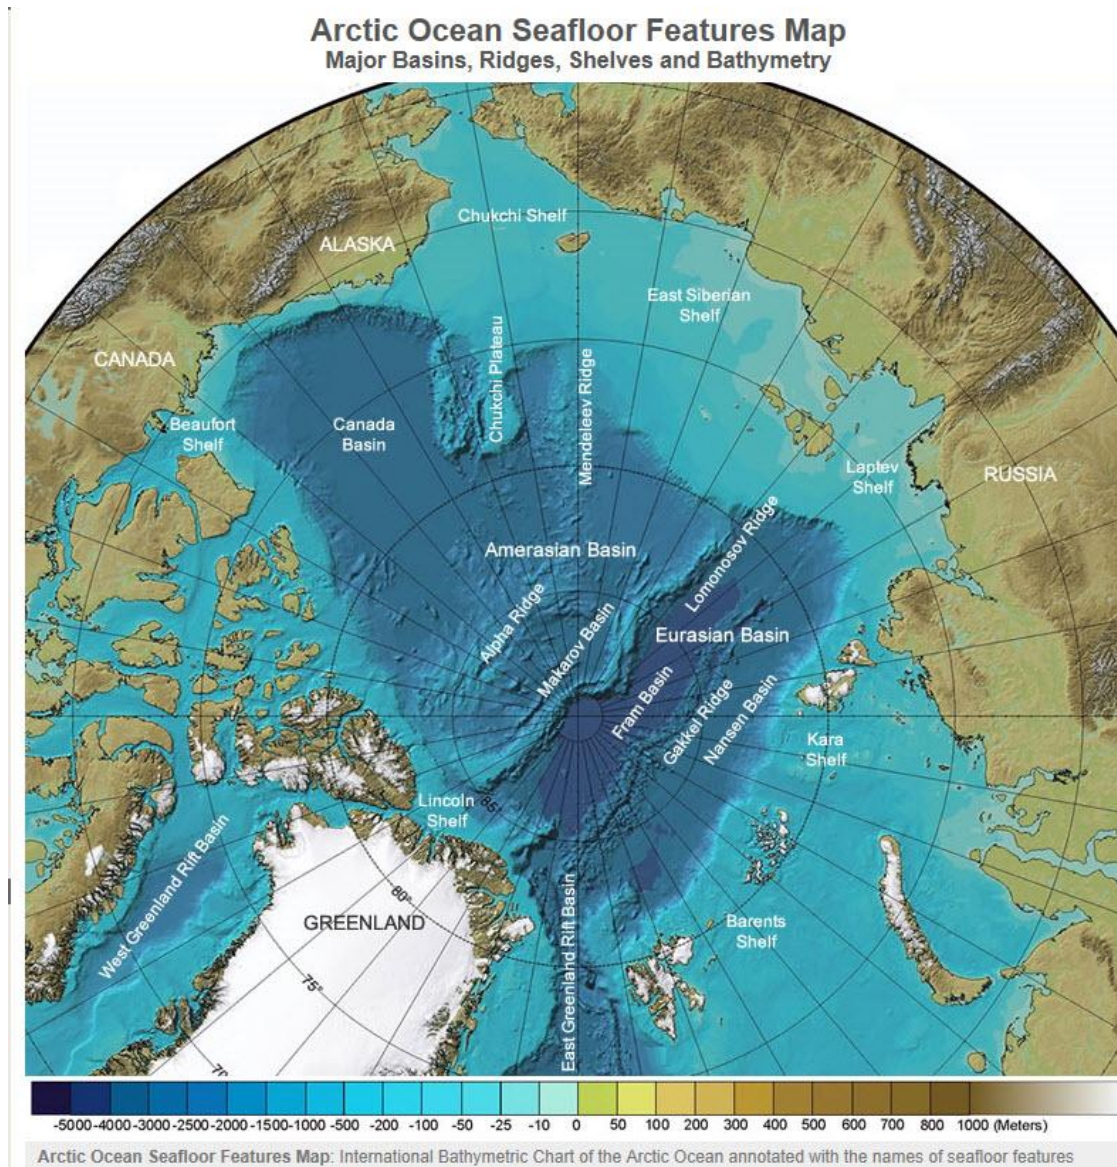 Arctic Ocean Seafloor Features Map
Major Basins, Ridges, Shelves and Bathymetry
Chukchi Shelf
ALASKA
East Siberian
Shelf
CANADA
Chukchi Plateau
Mendeleev Ridge
Beaufort
Shelf
Canada
Basin
Laptev
Shelf
RUSSIA
Amerasian Basin
Lomonosov Ridge
Alpha Ridge
Makarov Basin
Eurasian Basin
Fram Basin
Gakkel Ridge
Nansen Basin
Kara
Shelf
Lincoln
Shelf
85°
80°
West Greenland Rift Basin
GREENLAND
East Greenland Rift Basin
Barents
Shelf
75°
-5000 -4000 -3000 -2500 -2000 -1500 -1000 -500 -200 -100 -50 -25 -10 0 50 100 200 300 400 500 600 700 800 1000 (Meters)
Arctic Ocean Seafloor Features Map: International Bathymetric Chart of the Arctic Ocean annotated with the names of seafloor features